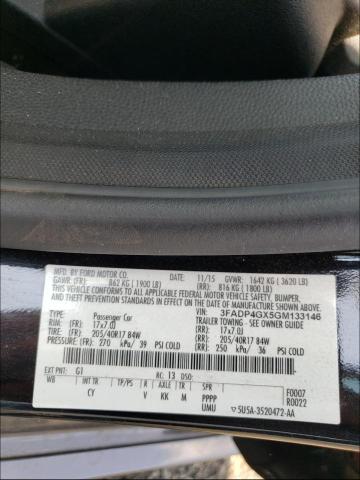 MFD. BY FORD MOTOR CO. 11/15 GVWR: 1642 KG ( 3620 LB)
GAWR: (FR): 862 KG (1900 LB) (RR): 816 KG (1800 LB)
THIS VEHICLE CONFORMS TO ALL APPLICABLE FEDERAL MOTOR VEHICLE SAFETY, BUMPER,
AND THEFT PREVENTION STANDARDS IN EFFECT ON THE DATE OF MANUFACTURE SHOWN ABOVE.
VIN: 3FADP4GX5GM133146
TYPE: Passenger Car TRAILER TOWING - SEE OWNER GUIDE
RIM: (FR): 17x7.0J (RR): 17x7.0J
TIRE: (FR): 205/40R17 84W (RR): 205/40R17 84W
PRESSURE: (FR): 270 kPa/ 39 PSI COLD (RR): 250 kPa/ 36 PSI COLD
EXT PNT: G1 RC: 13 DSO: F0007
WB INT TR TP/PS R AXLE TR SPR R0022
CY V KK M PPPP
UMU 5U5A-3520472-AA